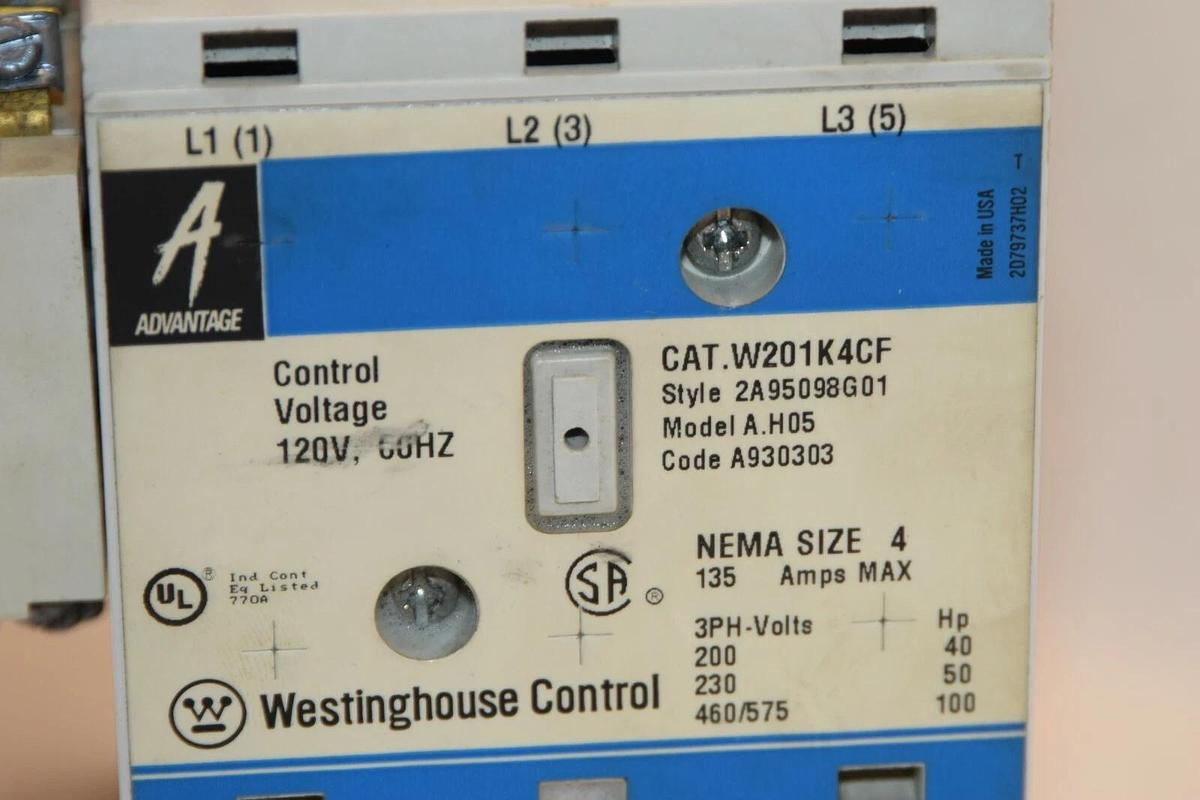 L1 (1) L2 (3) L3 (5)
A
ADVANTAGE
T
Made in USA
2D79737H02
Control
Voltage
120V, 60HZ
CAT.W201K4CF
Style 2A95098G01
Model A.H05
Code A930303
NEMA SIZE 4
135 Amps MAX
UL ® Ind Cont
Eq Listed
770A
SA ®
3PH-Volts Hp
200 40
230 50
460/575 100
W Westinghouse Control